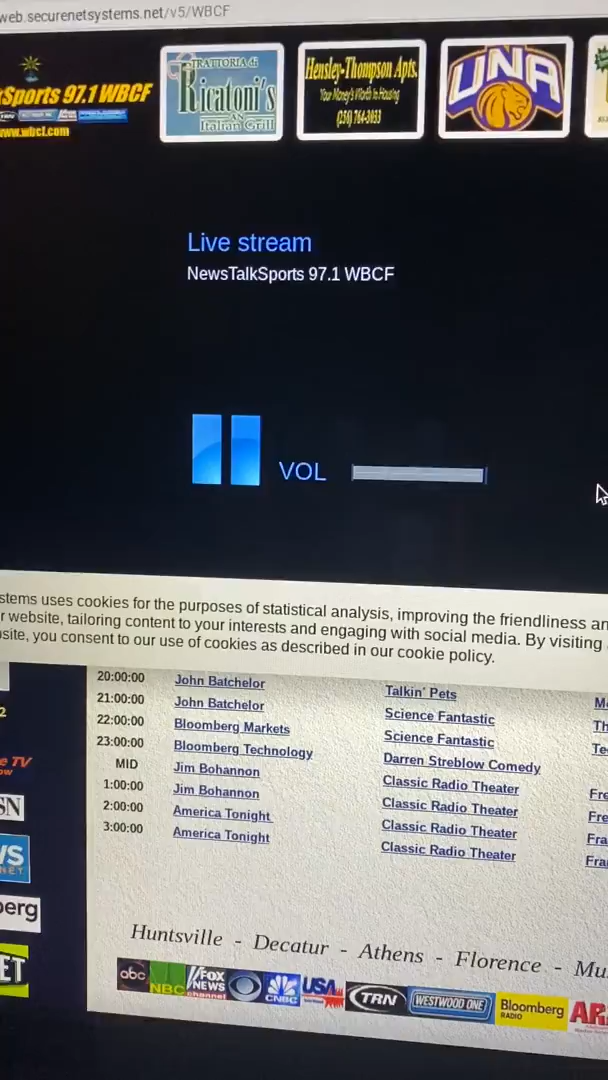 web.securenetsystems.net/v5/WBCF
Sports 97.1 WBCF
www.wbcf.com
TRATTORIA di
Ricatoni's
AN
Italian Grill
Hensley-Thompson Apts.
Your Money's Worth In Housing
(256) 764-3033
UNA
Live stream
NewsTalkSports 97.1 WBCF
VOL
stems uses cookies for the purposes of statistical analysis, improving the friendliness an
r website, tailoring content to your interests and engaging with social media. By visiting
site, you consent to our use of cookies as described in our cookie policy.
20:00:00 John Batchelor Talkin' Pets
21:00:00 John Batchelor Science Fantastic
22:00:00 Bloomberg Markets Science Fantastic
23:00:00 Bloomberg Technology Darren Streblow Comedy
MID Jim Bohannon Classic Radio Theater
1:00:00 Jim Bohannon Classic Radio Theater
2:00:00 America Tonight Classic Radio Theater
3:00:00 America Tonight Classic Radio Theater
Huntsville - Decatur - Athens - Florence - Mu
abc NBC FOX NEWS channel CNBC USA TRN WESTWOOD ONE Bloomberg RADIO AR